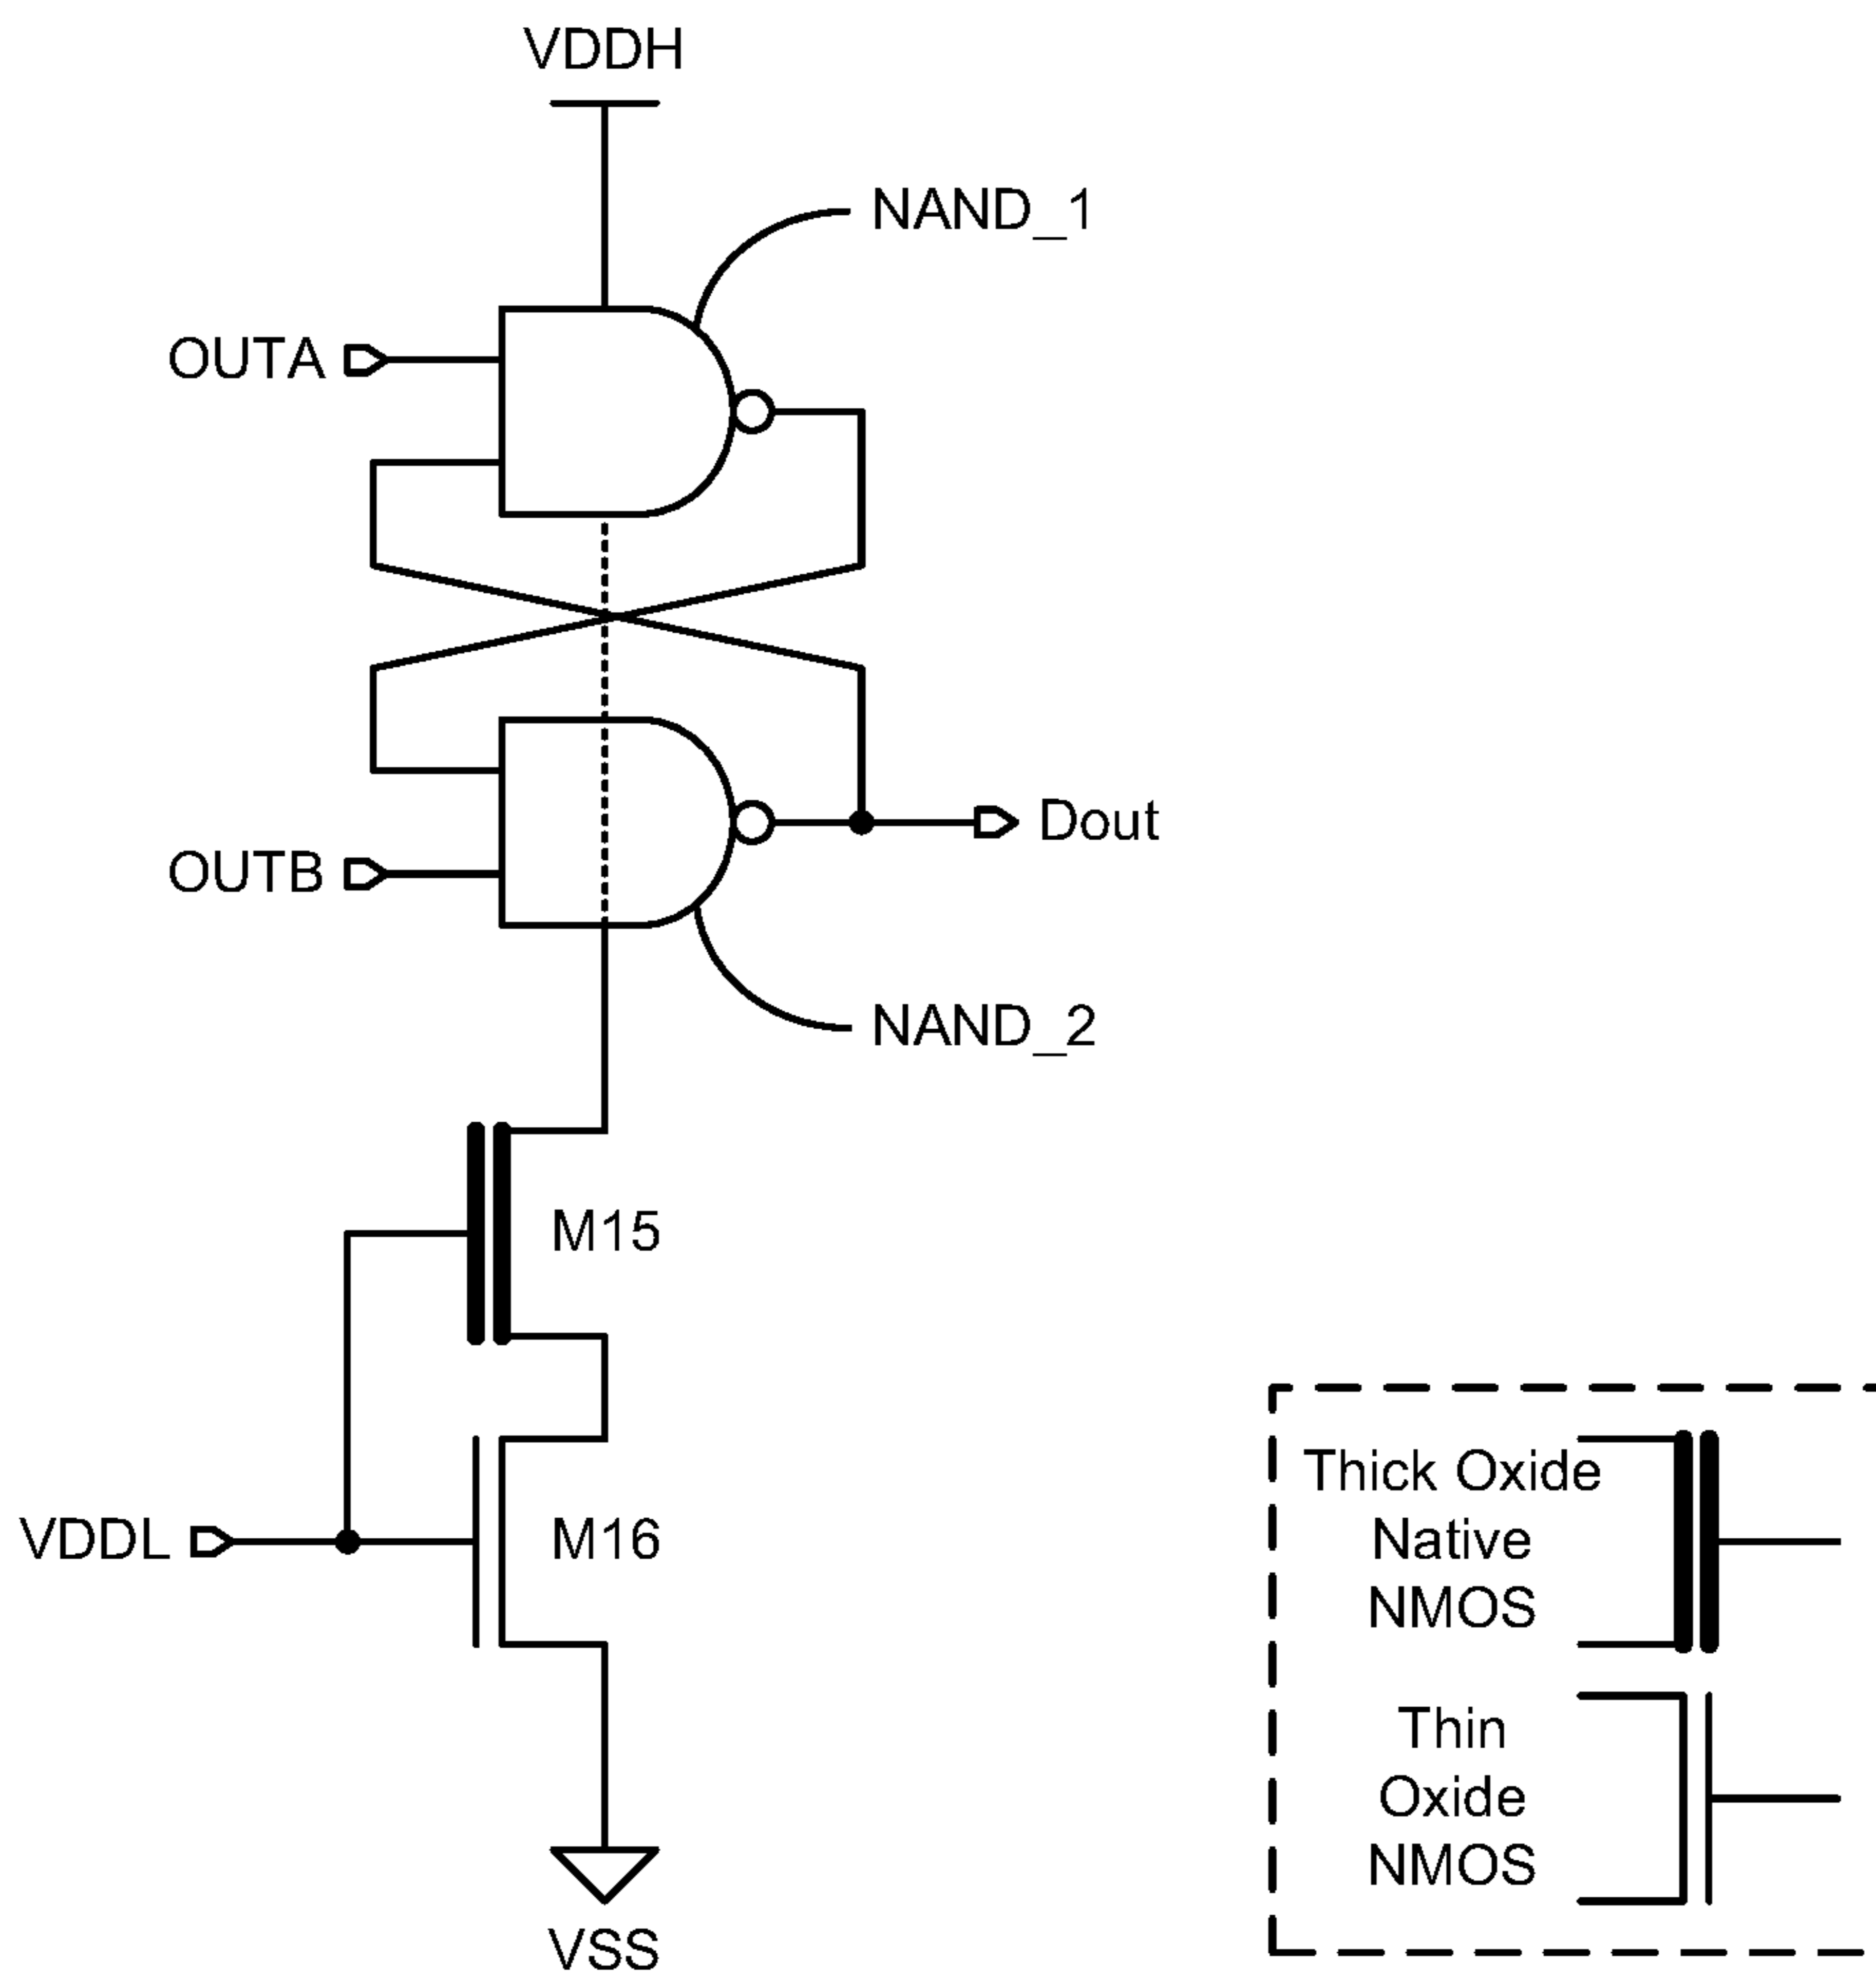 VDDH
NAND_1
OUTA
Dout
OUTB
NAND_2
M15
VDDL
M16
VSS
Thick Oxide
Native
NMOS
Thin
Oxide
NMOS